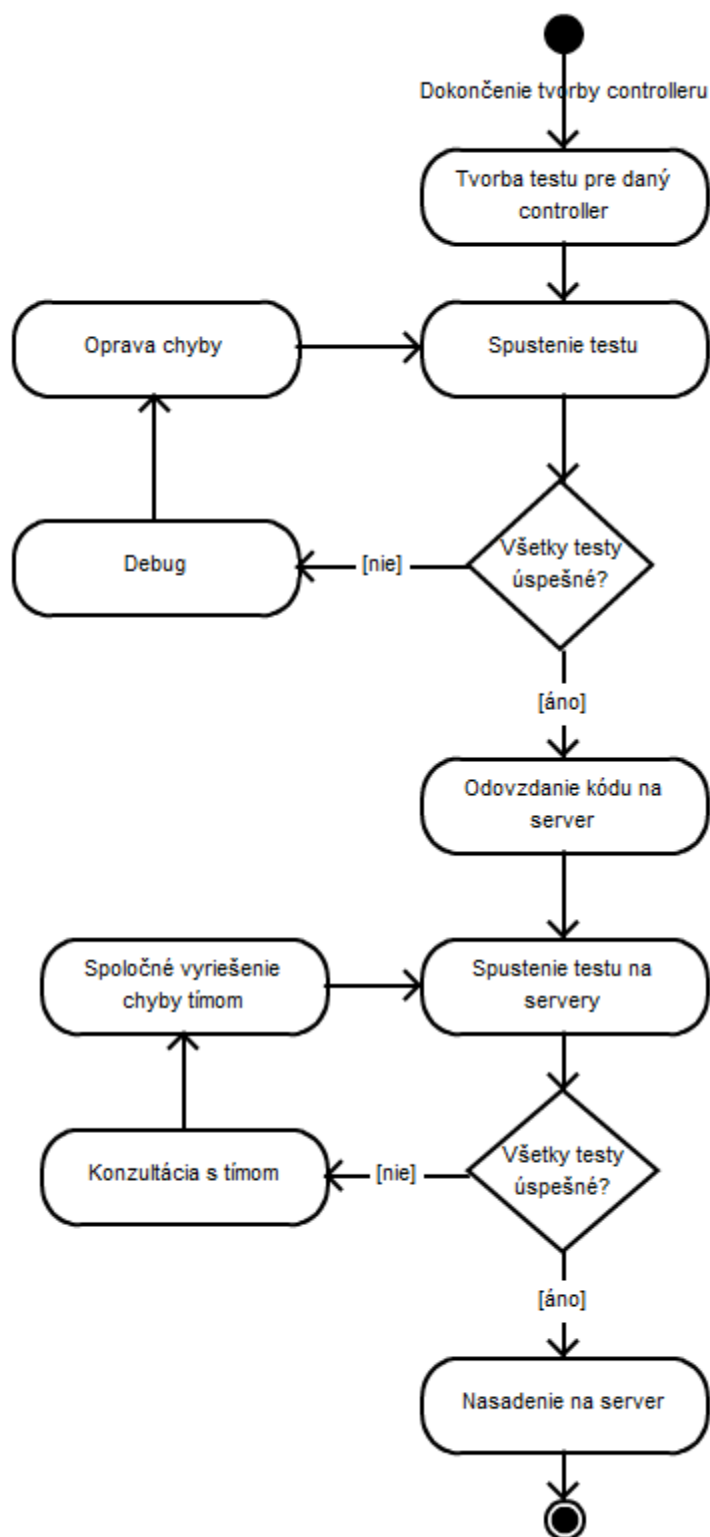 Dokončenie tvorby controlleru
Tvorba testu pre daný
controller
Oprava chyby
Spustenie testu
Debug
[nie]
Všetky testy
úspešné?
[áno]
Odovzdanie kódu na
server
Spoločné vyriešenie
chyby tímom
Spustenie testu na
servery
Konzultácia s tímom
[nie]
Všetky testy
úspešné?
[áno]
Nasadenie na server